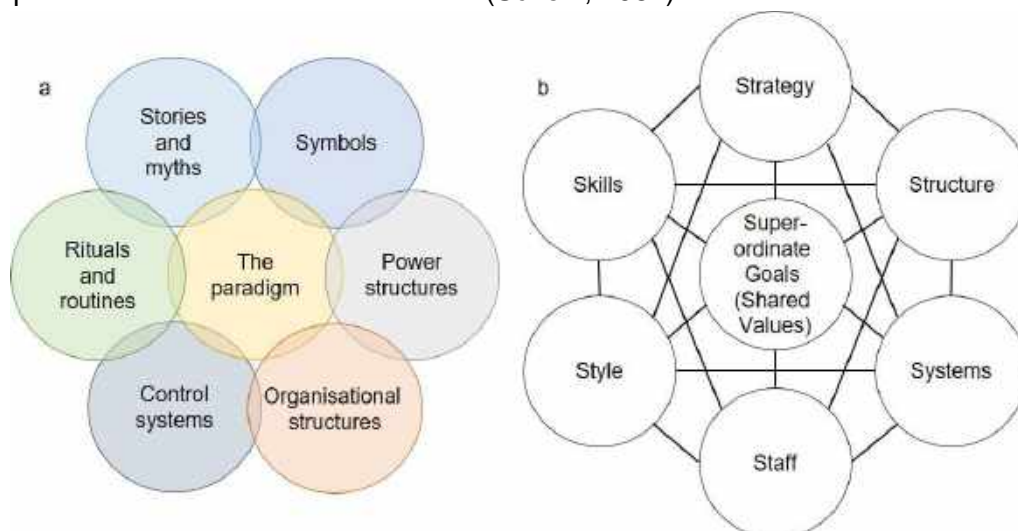 a
Stories
and
myths
Symbols
Rituals
and
routines
The
paradigm
Power
structures
Control
systems
Organisational
structures
b
Strategy
Skills
Structure
Super-
ordinate
Goals
(Shared
Values)
Style
Systems
Staff